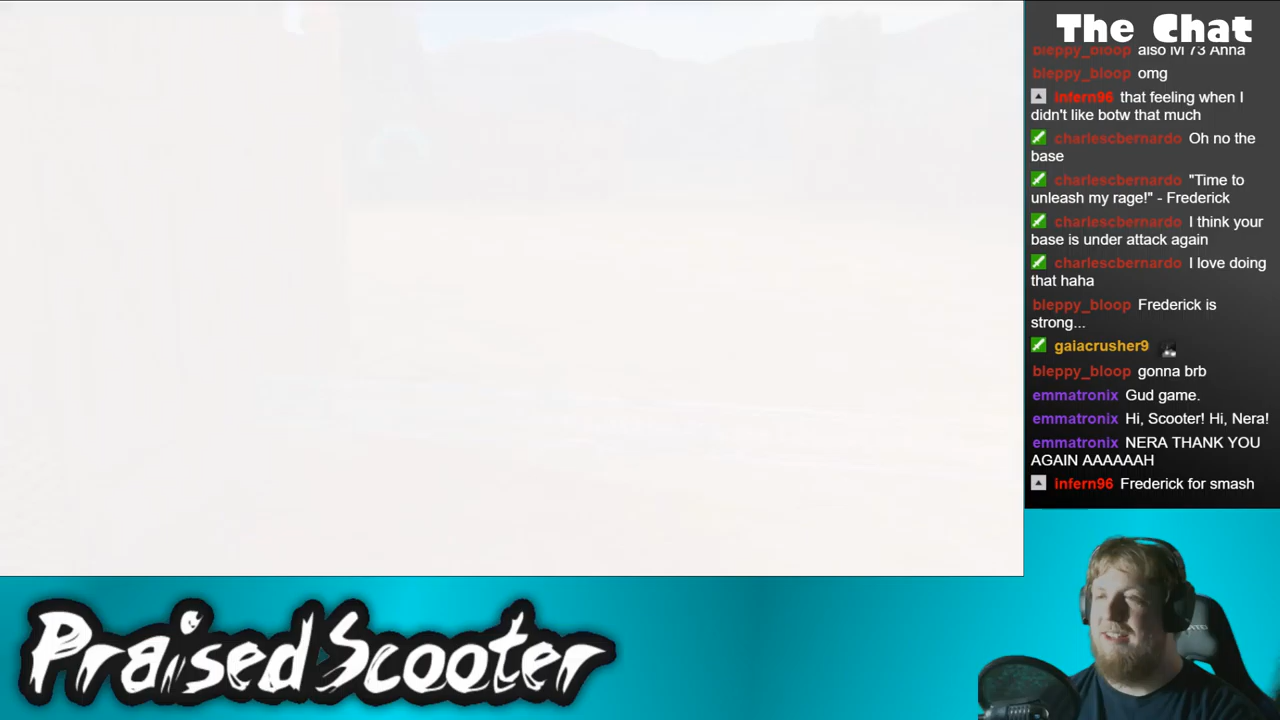 The Chat
bleppy_bloop also lvl 73 Anna
bleppy_bloop omg
infern96 that feeling when I
didn't like botw that much
charlescbernardo Oh no the
base
charlescbernardo "Time to
unleash my rage!" - Frederick
charlescbernardo I think your
base is under attack again
charlescbernardo I love doing
that haha
bleppy_bloop Frederick is
strong...
gaiacrusher9
bleppy_bloop gonna brb
emmatronix Gud game.
emmatronix Hi, Scooter! Hi, Nera!
emmatronix NERA THANK YOU
AGAIN AAAAAAH
infern96 Frederick for smash
PraisedScooter